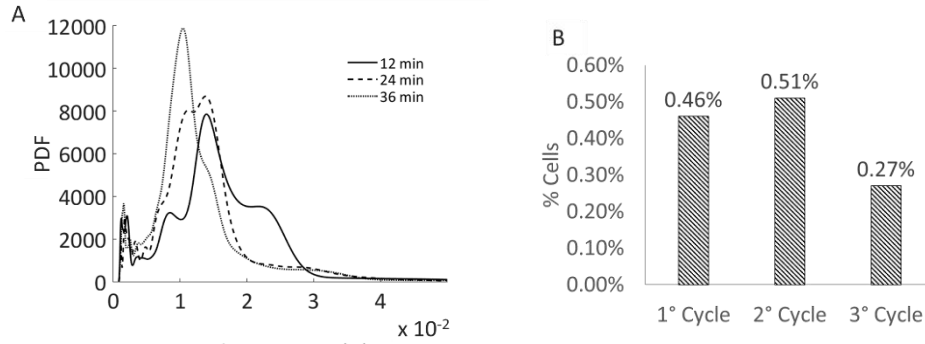 A
12000
10000
8000
6000
4000
2000
0
PDF
12 min
24 min
36 min
0 1 2 3 4
x 10-2
B
0.60%
0.50%
0.40%
0.30%
0.20%
0.10%
0.00%
% Cells
0.46%
0.51%
0.27%
1° Cycle 2° Cycle 3° Cycle